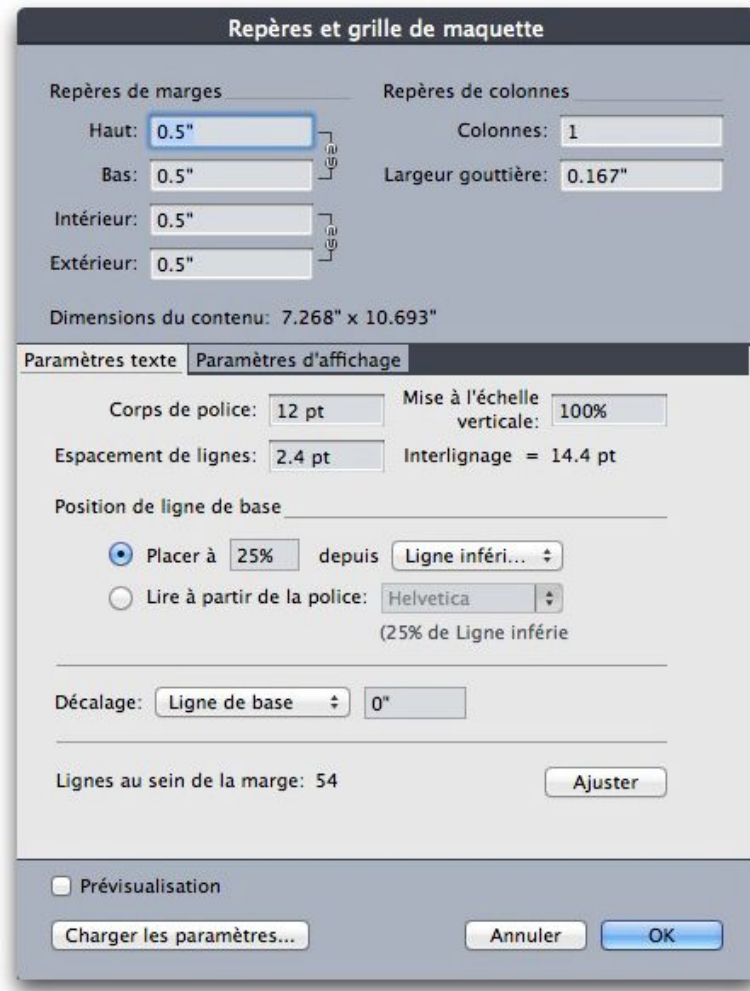 Repères et grille de maquette
Repères de marges
Repères de colonnes
Haut: 0.5"
Colonnes: 1
Bas: 0.5"
Largeur gouttière: 0.167"
Intérieur: 0.5"
Extérieur: 0.5"
Dimensions du contenu: 7.268" x 10.693"
Paramètres texte
Paramètres d'affichage
Corps de police: 12 pt
Mise à l'échelle
verticale: 100%
Espacement de lignes: 2.4 pt
Interlignage = 14.4 pt
Position de ligne de base
Placer à 25% depuis Ligne inféri...
Lire à partir de la police: Helvetica
(25% de Ligne inférie
Décalage: Ligne de base 0"
Lignes au sein de la marge: 54
Ajuster
Prévisualisation
Charger les paramètres...
Annuler
OK